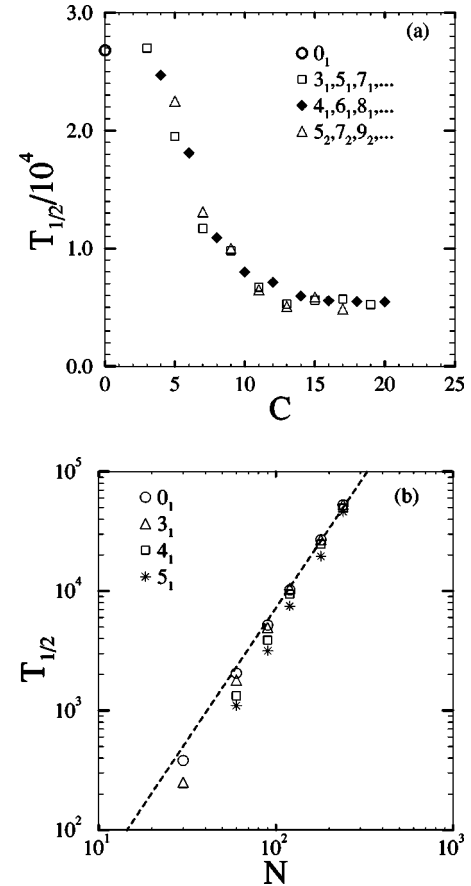 3.0
(a)
0₁
3₁,5₁,7₁,...
4₁,6₁,8₁,...
5₂,7₂,9₂,...
2.0
T₁/₂/10⁴
1.0
0.0
0 5 10 15 20 25
C
10⁵
(b)
0₁
3₁
4₁
5₁
10⁴
T₁/₂
10³
10²
10¹ 10² 10³
N